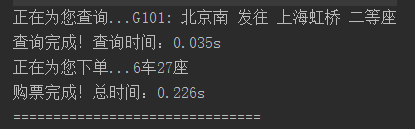 正在为您查询...G101: 北京南 发往 上海虹桥 二等座
查询完成! 查询时间: 0.035s
正在为您下单...6车27座
购票完成! 总时间: 0.226s
===============================